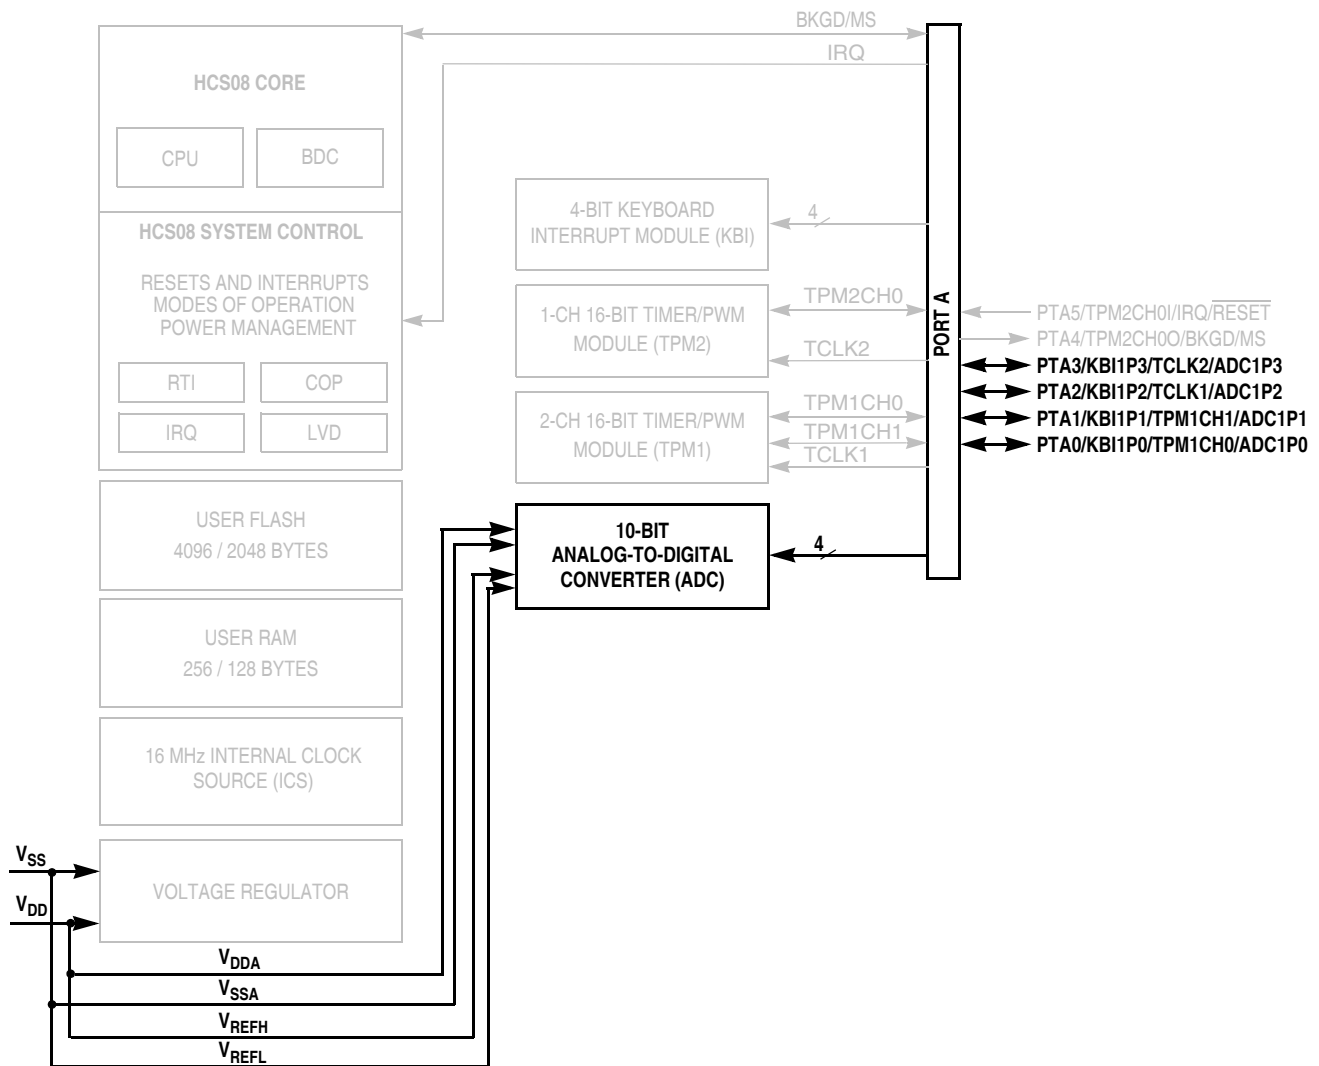 BKGD/MS
IRQ
HCS08 CORE
CPU
BDC
HCS08 SYSTEM CONTROL
RESETS AND INTERRUPTS
MODES OF OPERATION
POWER MANAGEMENT
RTI
COP
IRQ
LVD
USER FLASH
4096 / 2048 BYTES
USER RAM
256 / 128 BYTES
16 MHz INTERNAL CLOCK
SOURCE (ICS)
VOLTAGE REGULATOR
VSS
VDD
VDDA
VSSA
VREFH
VREFL
4-BIT KEYBOARD
INTERRUPT MODULE (KBI)
4
1-CH 16-BIT TIMER/PWM
MODULE (TPM2)
TPM2CH0
TCLK2
2-CH 16-BIT TIMER/PWM
MODULE (TPM1)
TPM1CH0
TPM1CH1
TCLK1
10-BIT
ANALOG-TO-DIGITAL
CONVERTER (ADC)
4
PORT A
PTA5/TPM2CH0I/IRQ/RESET
PTA4/TPM2CH0O/BKGD/MS
PTA3/KBI1P3/TCLK2/ADC1P3
PTA2/KBI1P2/TCLK1/ADC1P2
PTA1/KBI1P1/TPM1CH1/ADC1P1
PTA0/KBI1P0/TPM1CH0/ADC1P0